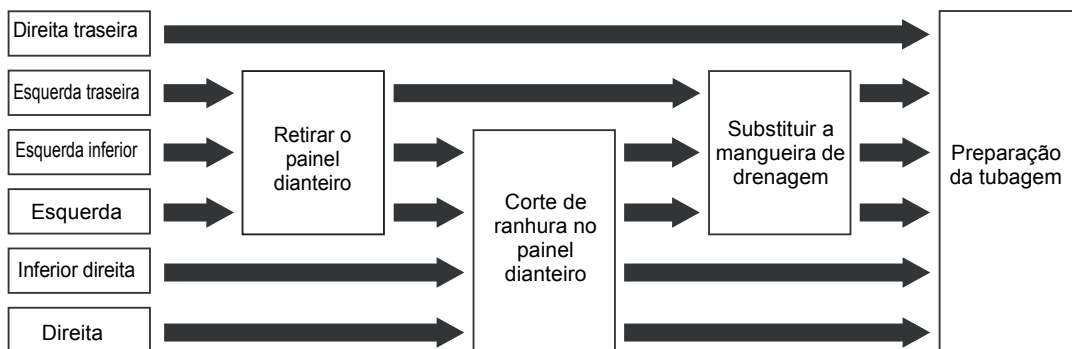 Direita traseira
Esquerda traseira
Esquerda inferior
Esquerda
Inferior direita
Direita
Retirar o
painel
dianteiro
Corte de
ranhura no
painel
dianteiro
Substituir a
mangueira de
drenagem
Preparação
da tubagem